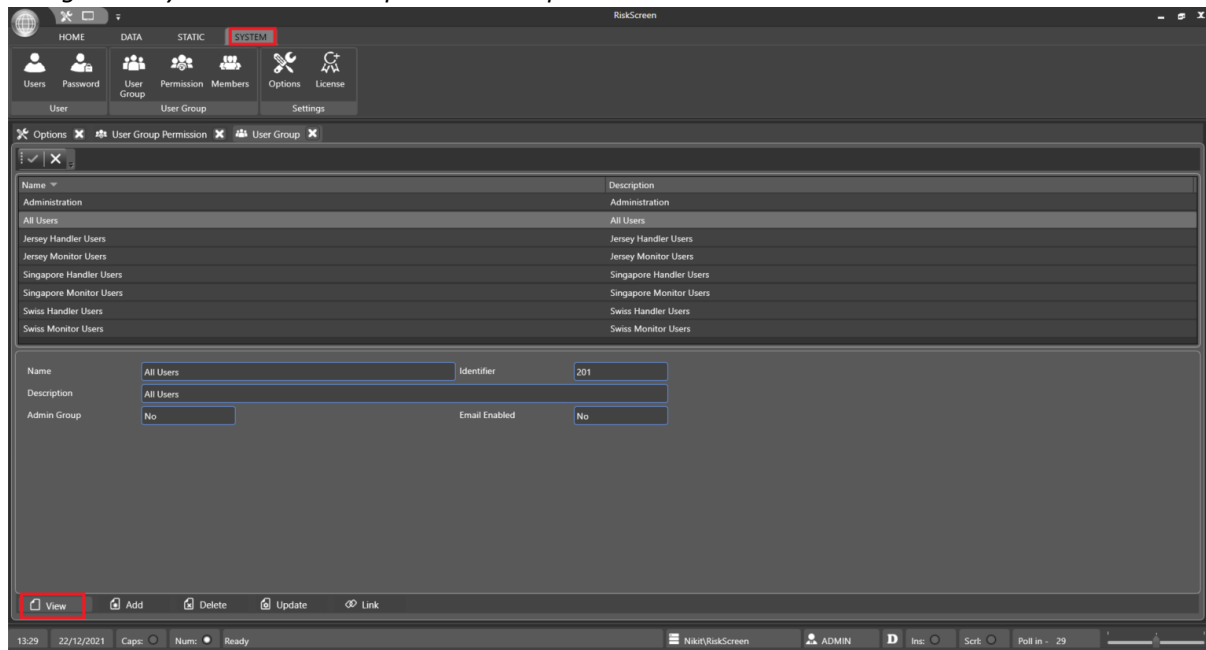 RiskScreen
HOME DATA STATIC SYSTEM
Users Password User Group Permission Members Options License
User User Group Settings
Options User Group Permission User Group
Name Description
Administration Administration
All Users All Users
Jersey Handler Users Jersey Handler Users
Jersey Monitor Users Jersey Monitor Users
Singapore Handler Users Singapore Handler Users
Singapore Monitor Users Singapore Monitor Users
Swiss Handler Users Swiss Handler Users
Swiss Monitor Users Swiss Monitor Users
Name All Users Identifier 201
Description All Users
Admin Group No Email Enabled No
View Add Delete Update Link
13:29 22/12/2021 Caps: Num: Ready Nikit\RiskScreen ADMIN D Ins: Scrl: Poll in - 29